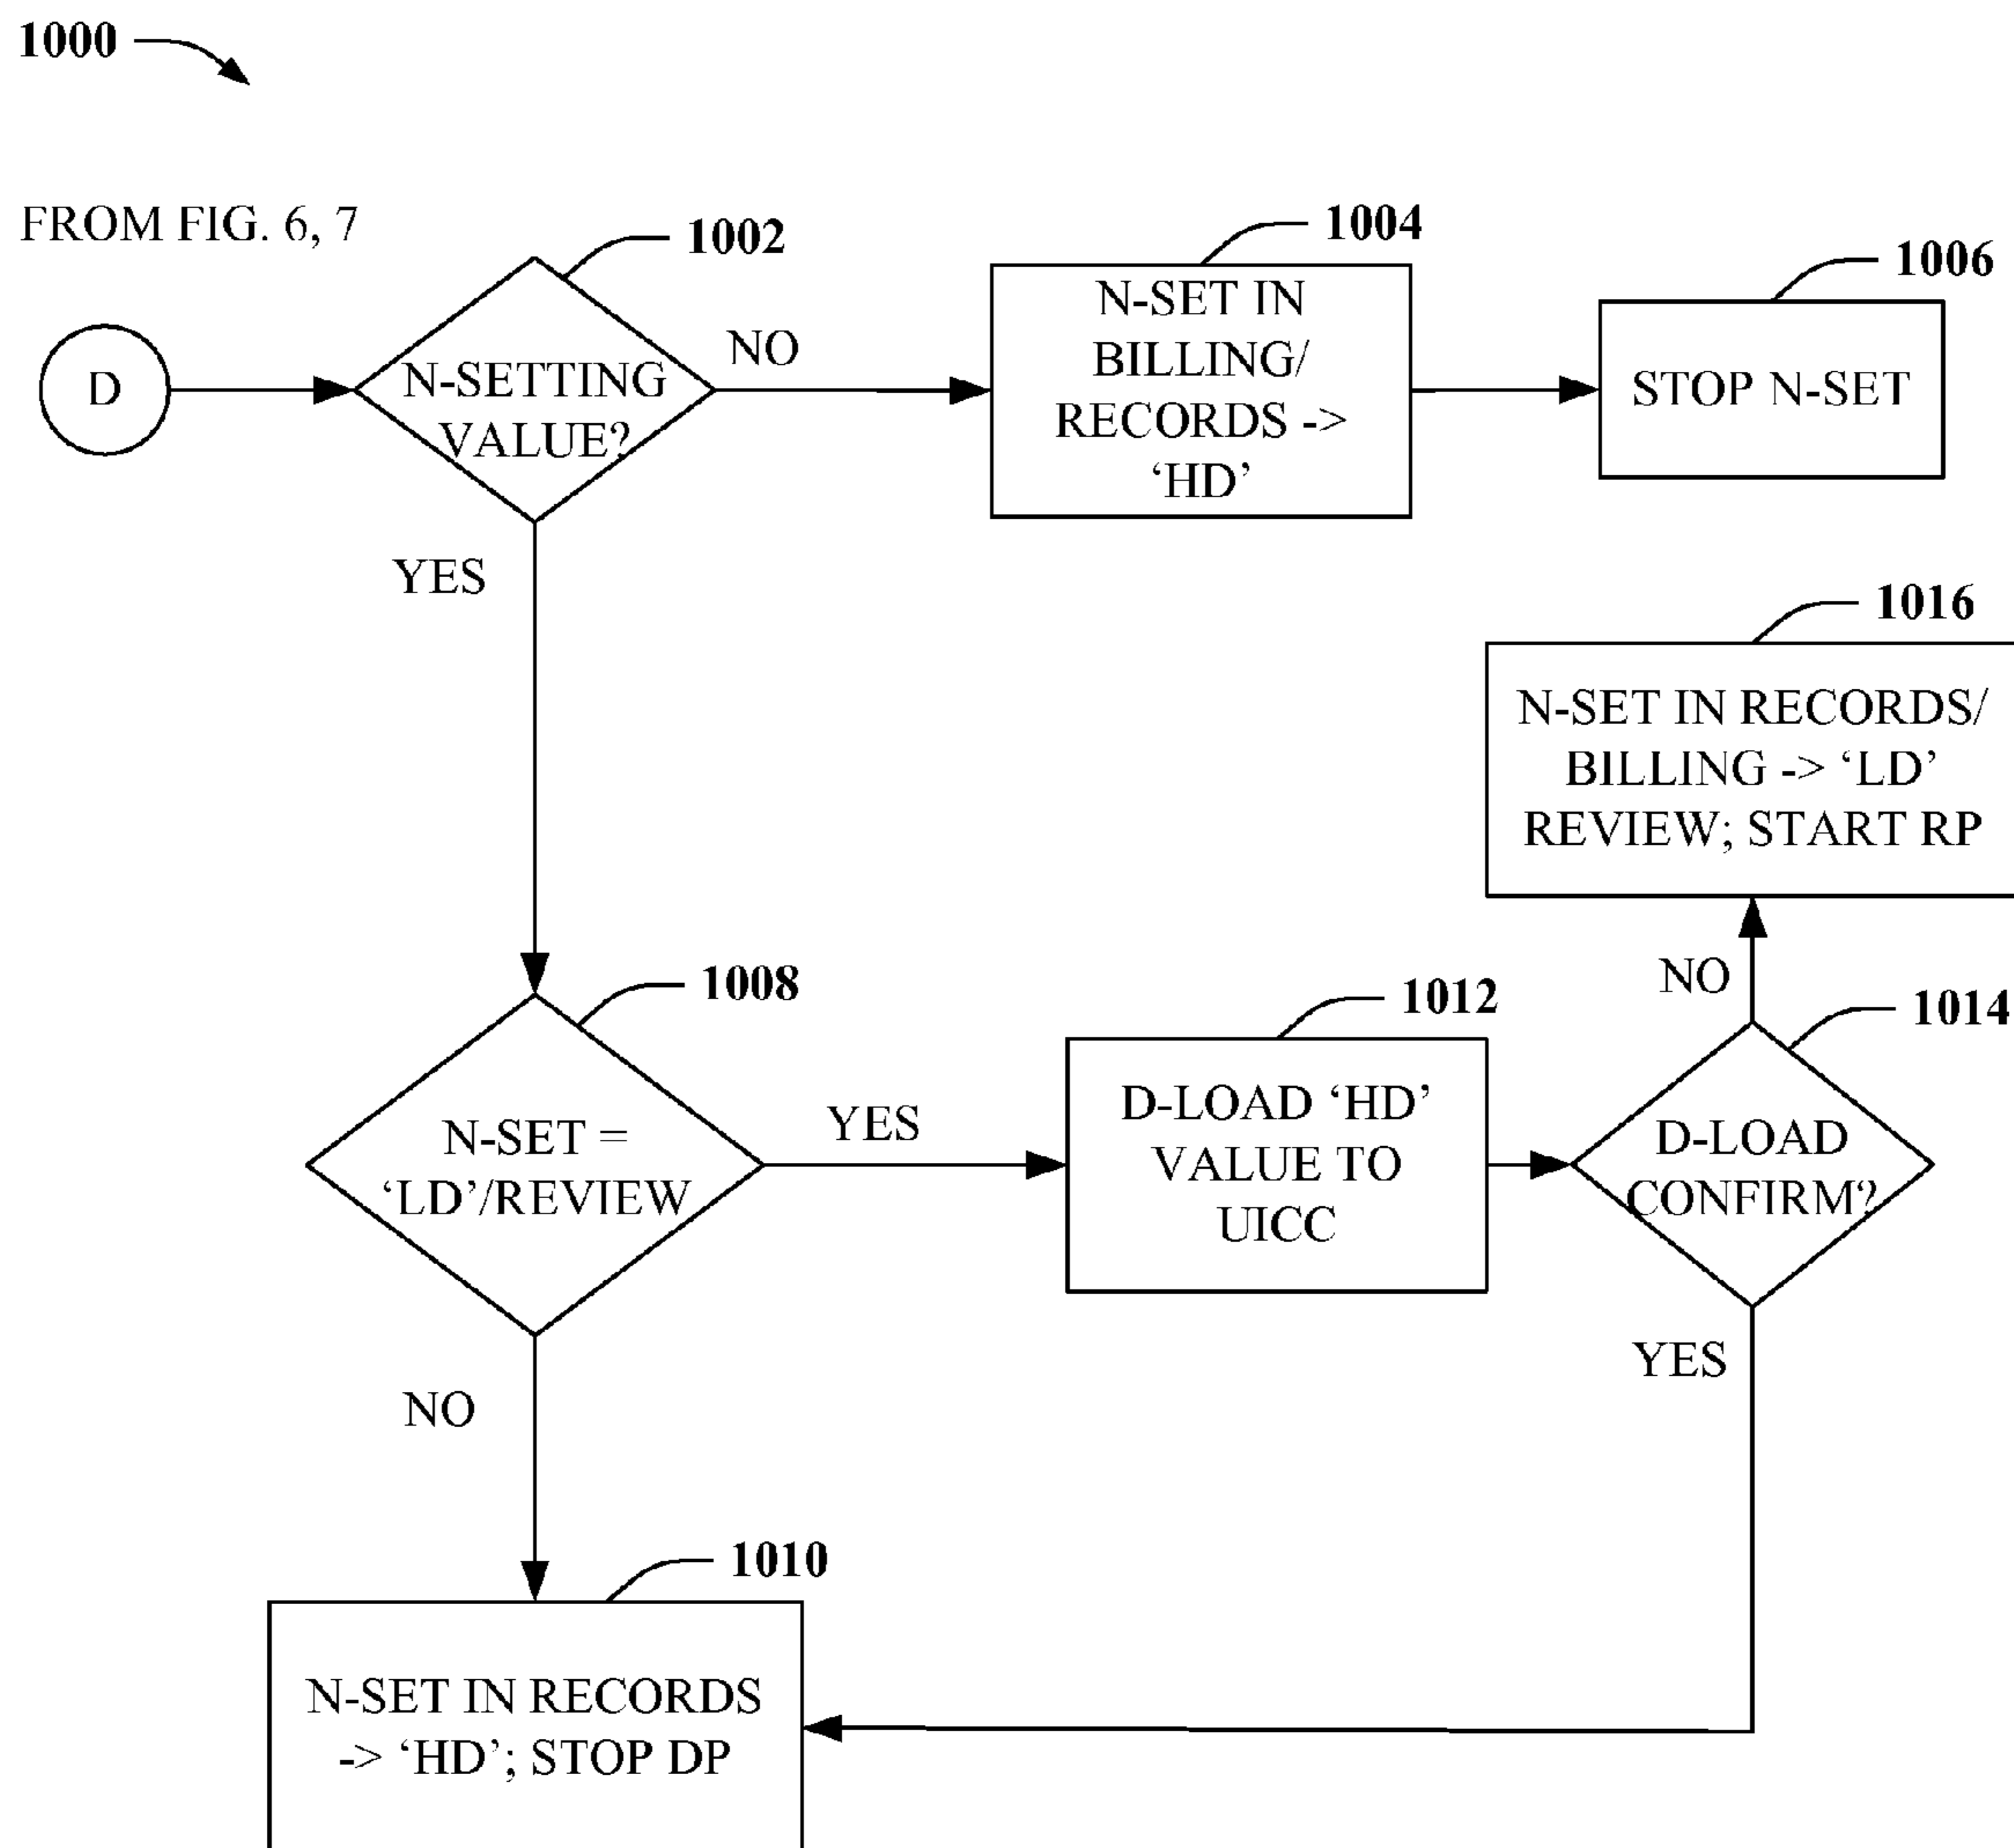 1000
FROM FIG. 6, 7
D
1002
N-SETTING
VALUE?
NO
YES
1004
N-SET IN
BILLING/
RECORDS ->
‘HD’
1006
STOP N-SET
1016
N-SET IN RECORDS/
BILLING -> ‘LD’
REVIEW; START RP
1008
N-SET =
‘LD’/REVIEW
YES
NO
1012
D-LOAD ‘HD’
VALUE TO
UICC
NO
1014
D-LOAD
CONFIRM?
YES
1010
N-SET IN RECORDS
-> ‘HD’; STOP DP